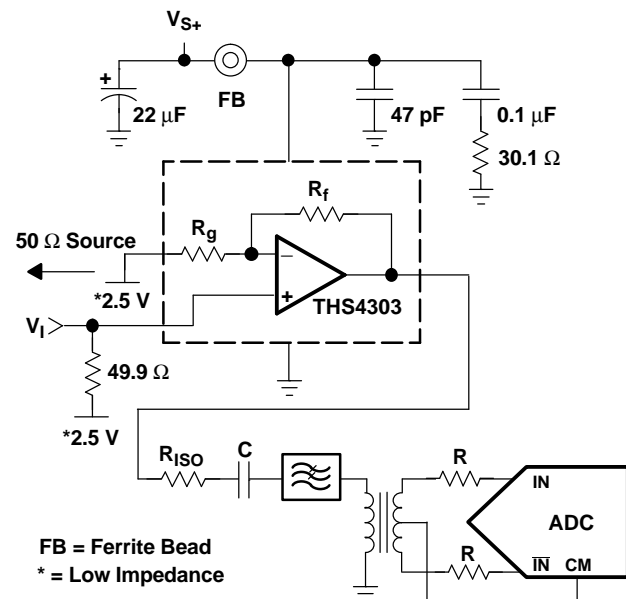 VS+
+
FB
22 μF
47 pF
0.1 μF
30.1 Ω
Rf
Rg
50 Ω Source
*2.5 V
−
+
THS4303
VI
49.9 Ω
*2.5 V
RISO
C
R
IN
ADC
R
IN CM
FB = Ferrite Bead
* = Low Impedance